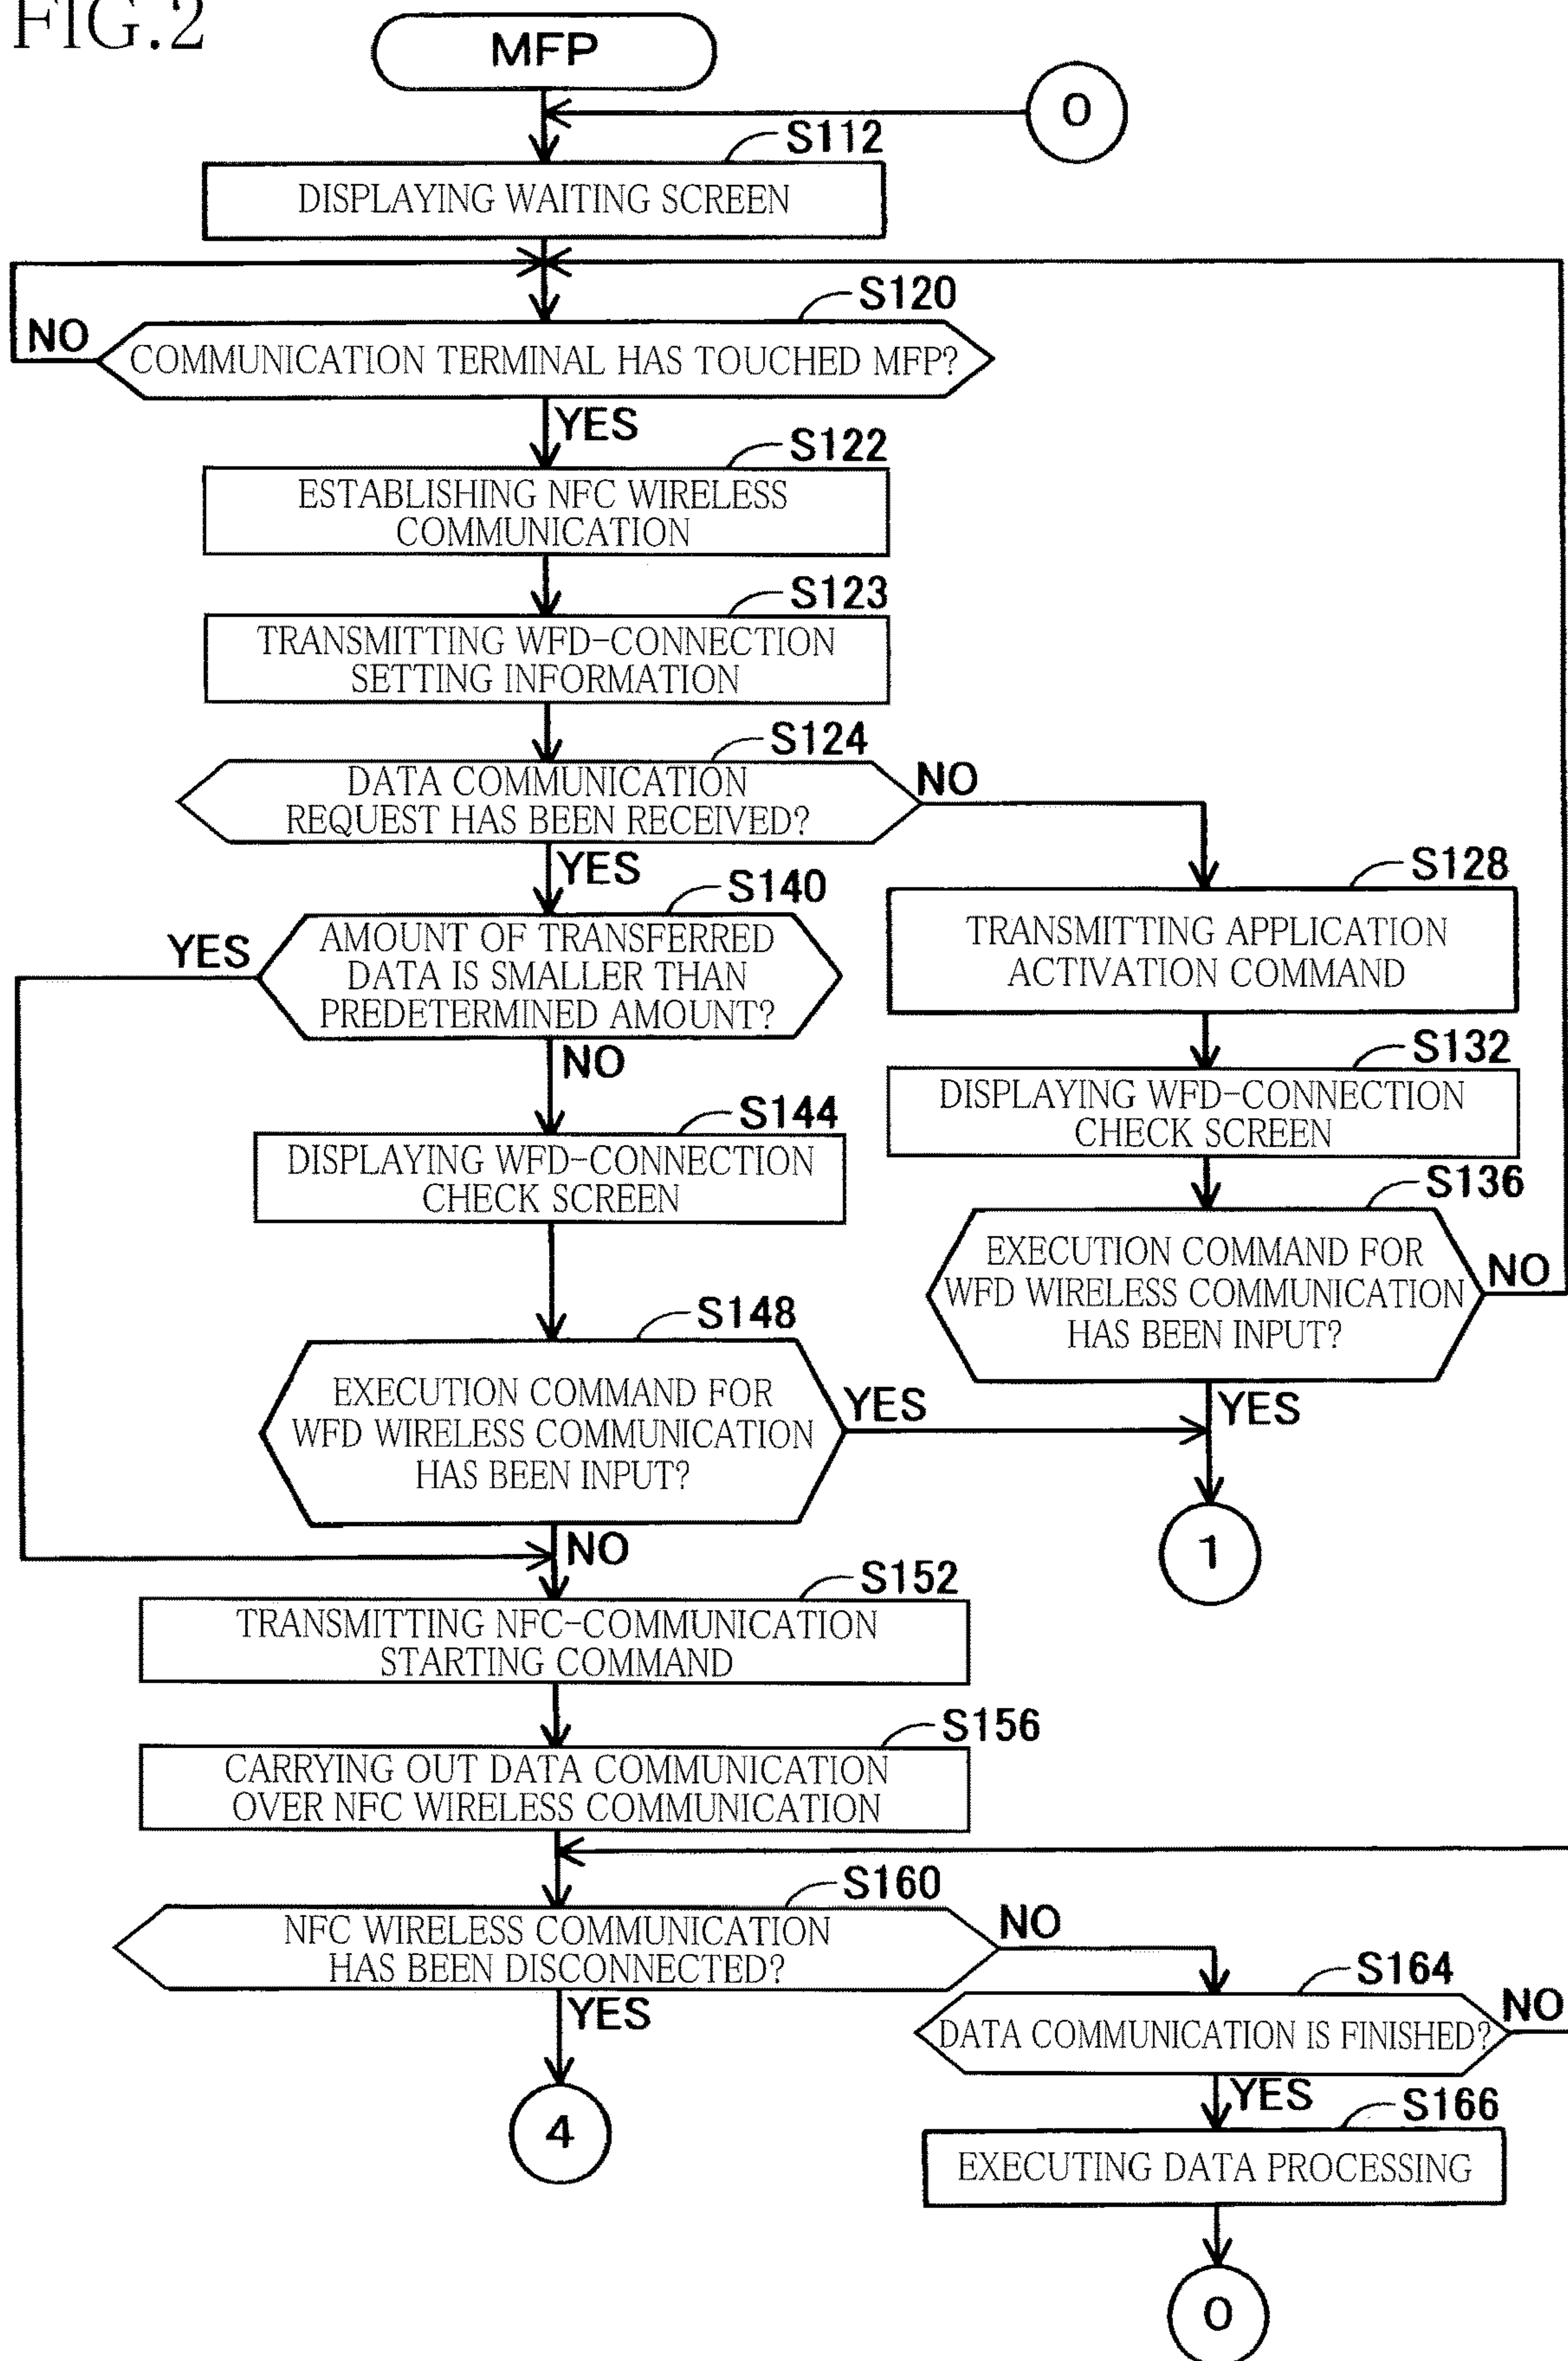 FIG.2
MFP
0
S112
DISPLAYING WAITING SCREEN
S120
NO
COMMUNICATION TERMINAL HAS TOUCHED MFP?
YES
S122
ESTABLISHING NFC WIRELESS
COMMUNICATION
S123
TRANSMITTING WFD-CONNECTION
SETTING INFORMATION
S124
DATA COMMUNICATION
REQUEST HAS BEEN RECEIVED?
NO
YES
S140
YES
AMOUNT OF TRANSFERRED
DATA IS SMALLER THAN
PREDETERMINED AMOUNT?
NO
S128
TRANSMITTING APPLICATION
ACTIVATION COMMAND
S132
DISPLAYING WFD-CONNECTION
CHECK SCREEN
S144
DISPLAYING WFD-CONNECTION
CHECK SCREEN
S136
EXECUTION COMMAND FOR
WFD WIRELESS COMMUNICATION
HAS BEEN INPUT?
NO
YES
S148
EXECUTION COMMAND FOR
WFD WIRELESS COMMUNICATION
HAS BEEN INPUT?
YES
NO
1
S152
TRANSMITTING NFC-COMMUNICATION
STARTING COMMAND
S156
CARRYING OUT DATA COMMUNICATION
OVER NFC WIRELESS COMMUNICATION
S160
NFC WIRELESS COMMUNICATION
HAS BEEN DISCONNECTED?
NO
YES
4
S164
DATA COMMUNICATION IS FINISHED?
NO
YES
S166
EXECUTING DATA PROCESSING
0